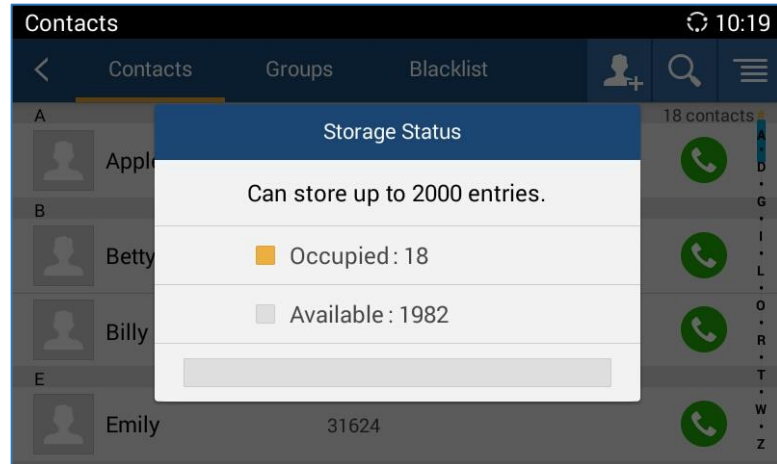 Contacts 10:19
Contacts Groups Blacklist
A 18 contacts
Storage Status
Apple
Can store up to 2000 entries.
B
Betty
Occupied: 18
Available: 1982
Billy
E
Emily 31624
A
D
G
I
L
O
R
T
W
Z